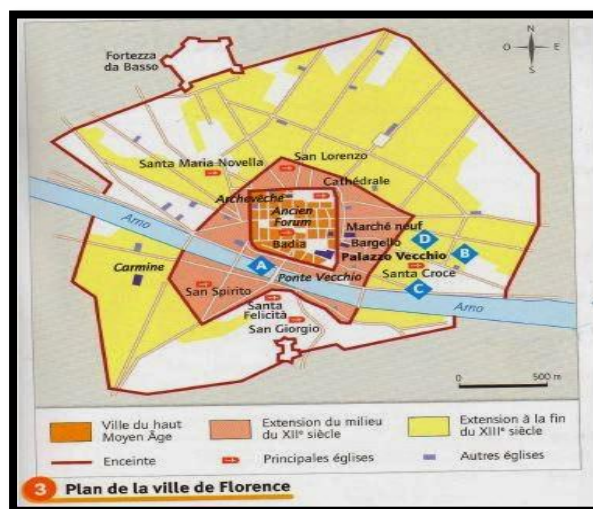 N
O E
S
Fortezza
da Basso
Santa Maria Novella
San Lorenzo
Cathédrale
Archevêché
Ancien
Forum
Badia
Marché neuf
Bargello
Palazzo Vecchio
Santa Croce
Arno
A
B
C
D
Carmine
Ponte Vecchio
San Spirito
Santa
Felicità
San Giorgio
Arno
0 500 m
Ville du haut
Moyen Âge
Extension du milieu
du XIIe siècle
Extension à la fin
du XIIIe siècle
Enceinte
Principales églises
Autres églises
3 Plan de la ville de Florence